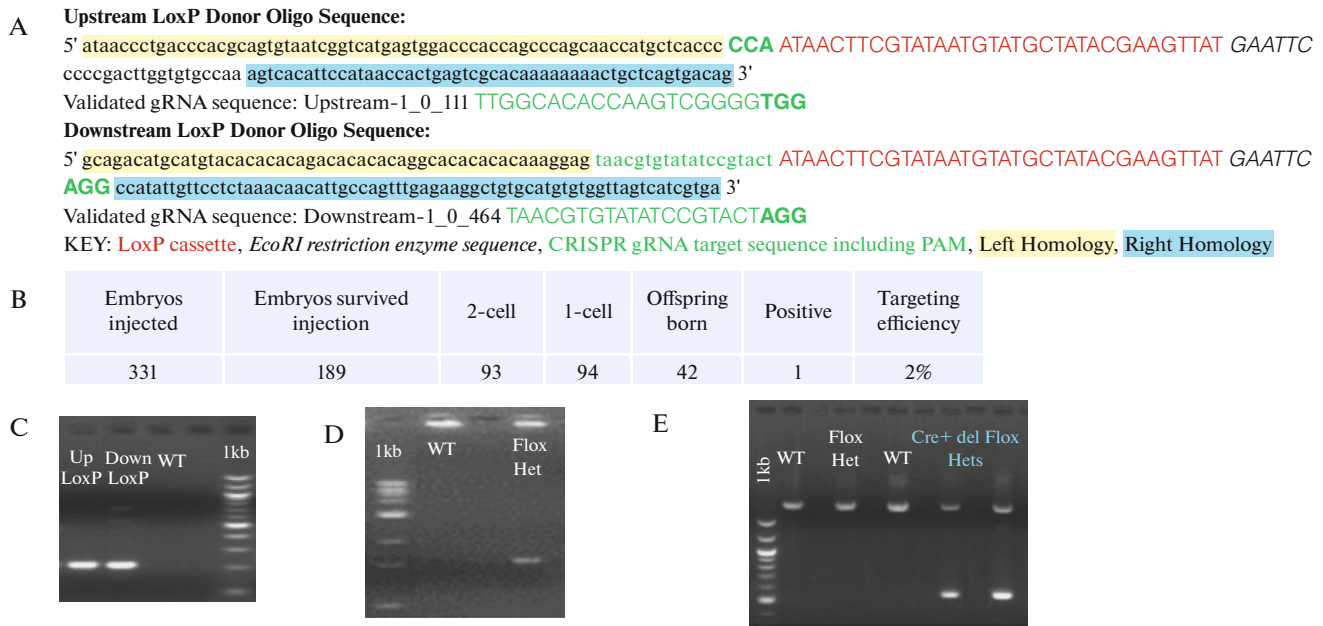 A
Upstream LoxP Donor Oligo Sequence:
5' ataaccctgacccacgcagtgtaatcggtcatgagtggacccaccagcccagcaaccatgctcaccc CCA ATAACTTCGTATAATGTATGCTATACGAAGTTAT GAATTC
ccccgacttggtgtgccaa agtcacattccataaccactgagtcgcacaaaaaaaactgctcagtgacag 3'
Validated gRNA sequence: Upstream-1_0_111 TTGGCACACCAAGTCGGGGTGG
Downstream LoxP Donor Oligo Sequence:
5' gcagacatgcatgtacacacacagacacacacaggcacacacacaaaggag taacgtgtatatccgtact ATAACTTCGTATAATGTATGCTATACGAAGTTAT GAATTC
AGG ccatattgttcctctaaacaacattgccagtttgagaaggctgtgcatgtgtggttagtcatcgtga 3'
Validated gRNA sequence: Downstream-1_0_464 TAACGTGTATATCCGTACTAGG
KEY: LoxP cassette, EcoRI restriction enzyme sequence, CRISPR gRNA target sequence including PAM, Left Homology, Right Homology
B
Embryos injected
Embryos survived injection
2-cell
1-cell
Offspring born
Positive
Targeting efficiency
331 189 93 94 42 1 2%
C
Up LoxP
Down LoxP
WT
1kb
D
1kb
WT
Flox Het
E
1kb
WT
Flox Het
WT
Cre+ del Flox Hets